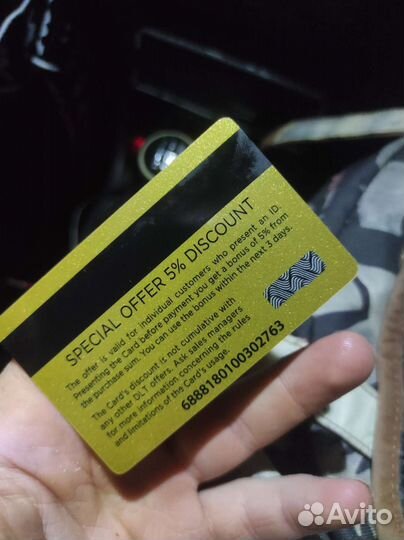 SPECIAL OFFER 5% DISCOUNT
The offer is valid for individual customers who present an ID.
Presenting the Card before payment you get a bonus of 5% from
the purchase sum. You can use the bonus within the next 3 days.
The Card's discount is not cumulative with
any other DLT offers. Ask sales managers
for more information concerning the rules
and limitations of ths Card's usage.
6888180100302763
Avito